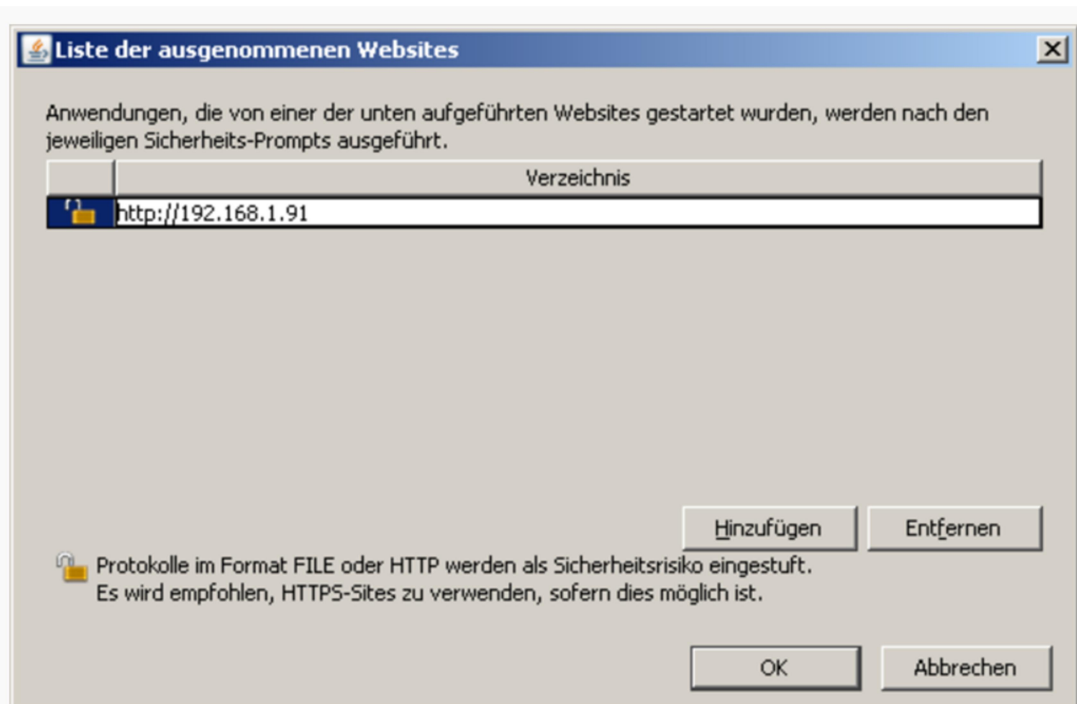 Liste der ausgenommenen Websites
Anwendungen, die von einer der unten aufgeführten Websites gestartet wurden, werden nach den
jeweiligen Sicherheits-Prompts ausgeführt.
Verzeichnis
http://192.168.1.91
Hinzufügen Entfernen
Protokolle im Format FILE oder HTTP werden als Sicherheitsrisiko eingestuft.
Es wird empfohlen, HTTPS-Sites zu verwenden, sofern dies möglich ist.
OK Abbrechen